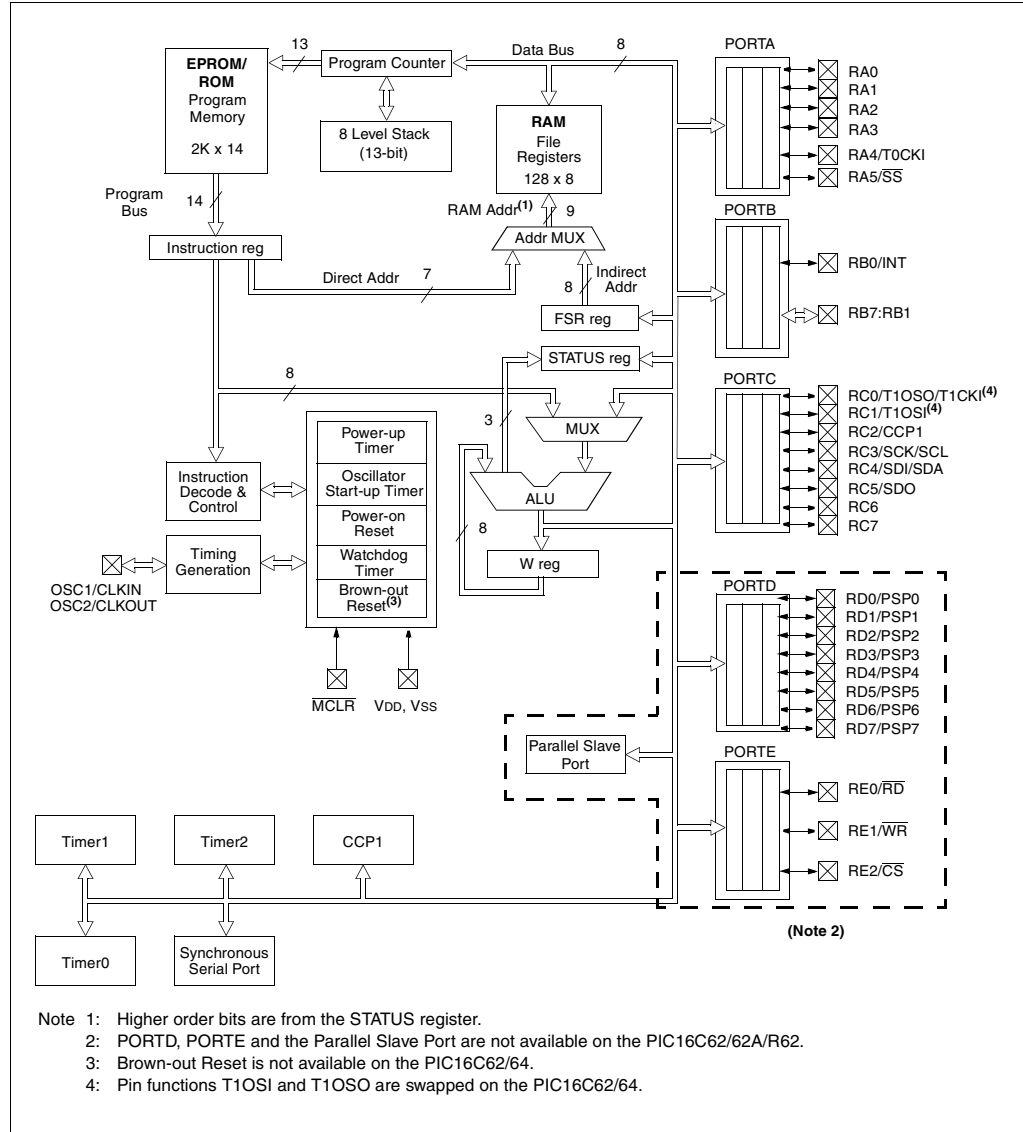 13
Data Bus
8
PORTA
EPROM/
ROM
Program
Memory
2K x 14
Program Counter
8 Level Stack
(13-bit)
RAM
File
Registers
128 x 8
RA0
RA1
RA2
RA3
RA4/T0CKI
RA5/SS
Program
Bus
14
RAM Addr(1)
9
PORTB
Instruction reg
Addr MUX
Direct Addr
7
8
Indirect
Addr
RB0/INT
RB7:RB1
FSR reg
STATUS reg
8
3
MUX
PORTC
RC0/T1OSO/T1CKI(4)
RC1/T1OSI(4)
RC2/CCP1
RC3/SCK/SCL
RC4/SDI/SDA
RC5/SDO
RC6
RC7
Power-up
Timer
Oscillator
Start-up Timer
Power-on
Reset
Watchdog
Timer
Brown-out
Reset(3)
Instruction
Decode &
Control
ALU
8
W reg
Timing
Generation
OSC1/CLKIN
OSC2/CLKOUT
MCLR
VDD, VSS
PORTD
RD0/PSP0
RD1/PSP1
RD2/PSP2
RD3/PSP3
RD4/PSP4
RD5/PSP5
RD6/PSP6
RD7/PSP7
Parallel Slave
Port
PORTE
RE0/RD
RE1/WR
RE2/CS
(Note 2)
Timer1
Timer2
CCP1
Timer0
Synchronous
Serial Port
Note 1: Higher order bits are from the STATUS register.
2: PORTD, PORTE and the Parallel Slave Port are not available on the PIC16C62/62A/R62.
3: Brown-out Reset is not available on the PIC16C62/64.
4: Pin functions T1OSI and T1OSO are swapped on the PIC16C62/64.